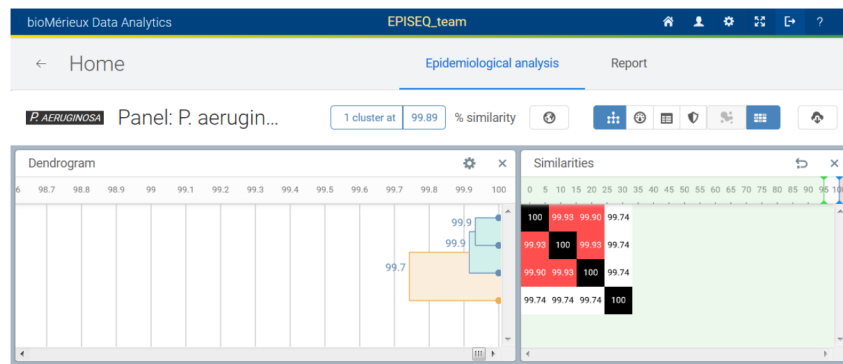 bioMérieux Data Analytics EPISEQ_team ?
← Home Epidemiological analysis Report
P. AERUGINOSA Panel: P. aerugin... 1 cluster at 99.89 % similarity
Dendrogram × Similarities ×
6 98.7 98.8 98.9 99 99.1 99.2 99.3 99.4 99.5 99.6 99.7 99.8 99.9 100 0 5 10 15 20 25 30 35 40 45 50 55 60 65 70 75 80 85 90 95 100
99.9 100 99.93 99.90 99.74
99.9 99.93 100 99.93 99.74
99.7 99.90 99.93 100 99.74
99.74 99.74 99.74 100